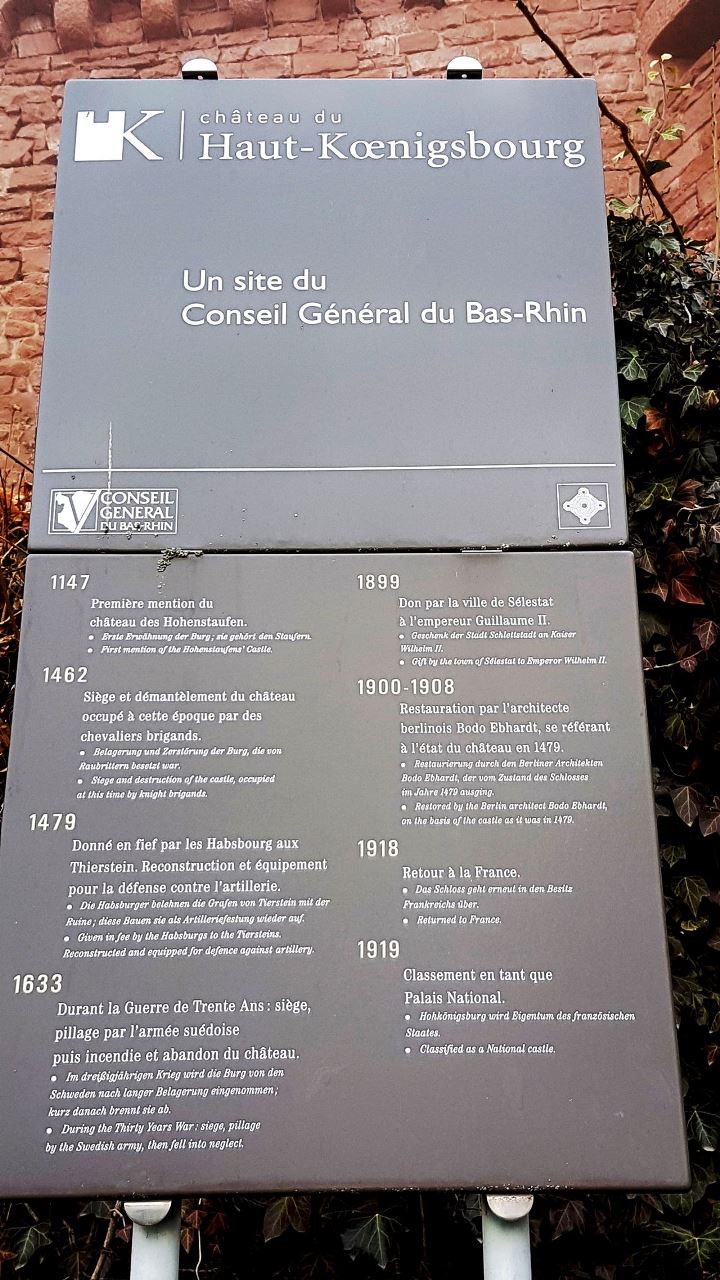 HK
château du
Haut-Kœnigsbourg
Un site du
Conseil Général du Bas-Rhin
CONSEIL
GENERAL
DU BAS-RHIN
1147
Première mention du
château des Hohenstaufen.
• Erste Erwähnung der Burg; sie gehört den Staufern.
• First mention of the Hohenstaufens' Castle.
1462
Siège et démantèlement du château
occupé à cette époque par des
chevaliers brigands.
• Belagerung und Zerstörung der Burg, die von
Raubrittern besetzt war.
• Siege and destruction of the castle, occupied
at this time by knight brigands.
1479
Donné en fief par les Habsbourg aux
Thierstein. Reconstruction et équipement
pour la défense contre l'artillerie.
• Die Habsburger belehnen die Grafen von Tierstein mit der
Ruine; diese Bauen sie als Artilleriefestung wieder auf.
• Given in fee by the Habsburgs to the Tiersteins.
Reconstructed and equipped for defence against artillery.
1633
Durant la Guerre de Trente Ans : siège,
pillage par l'armée suédoise
puis incendie et abandon du château.
• Im dreißigjährigen Krieg wird die Burg von den
Schweden nach langer Belagerung eingenommen;
kurz danach brennt sie ab.
• During the Thirty Years War : siege, pillage
by the Swedish army, then fell into neglect.
1899
Don par la ville de Sélestat
à l'empereur Guillaume II.
• Geschenk der Stadt Schlettstadt an Kaiser
Wilhelm II.
• Gift by the town of Sélestat to Emperor Wilhelm II.
1900-1908
Restauration par l'architecte
berlinois Bodo Ebhardt, se référant
à l'état du château en 1479.
• Restaurierung durch den Berliner Architekten
Bodo Ebhardt, der vom Zustand des Schlosses
im Jahre 1479 ausging.
• Restored by the Berlin architect Bodo Ebhardt,
on the basis of the castle as it was in 1479.
1918
Retour à la France.
• Das Schloss geht erneut in den Besitz
Frankreichs über.
• Returned to France.
1919
Classement en tant que
Palais National.
• Hohkönigsburg wird Eigentum des französischen
Staates.
• Classified as a National castle.